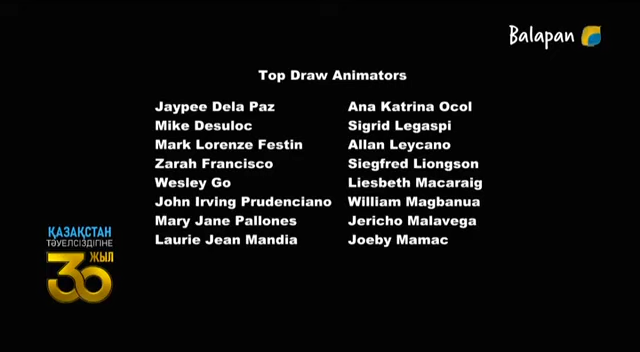 Balapan
Top Draw Animators
Jaypee Dela Paz
Mike Desuloc
Mark Lorenze Festin
Zarah Francisco
Wesley Go
John Irving Prudenciano
Mary Jane Pallones
Laurie Jean Mandia
Ana Katrina Ocol
Sigrid Legaspi
Allan Leycano
Siegfred Liongson
Liesbeth Macaraig
William Magbanua
Jericho Malavega
Joeby Mamac
ҚАЗАҚСТАН
ТӘУЕЛСІЗДІГІНЕ
30 ЖЫЛ